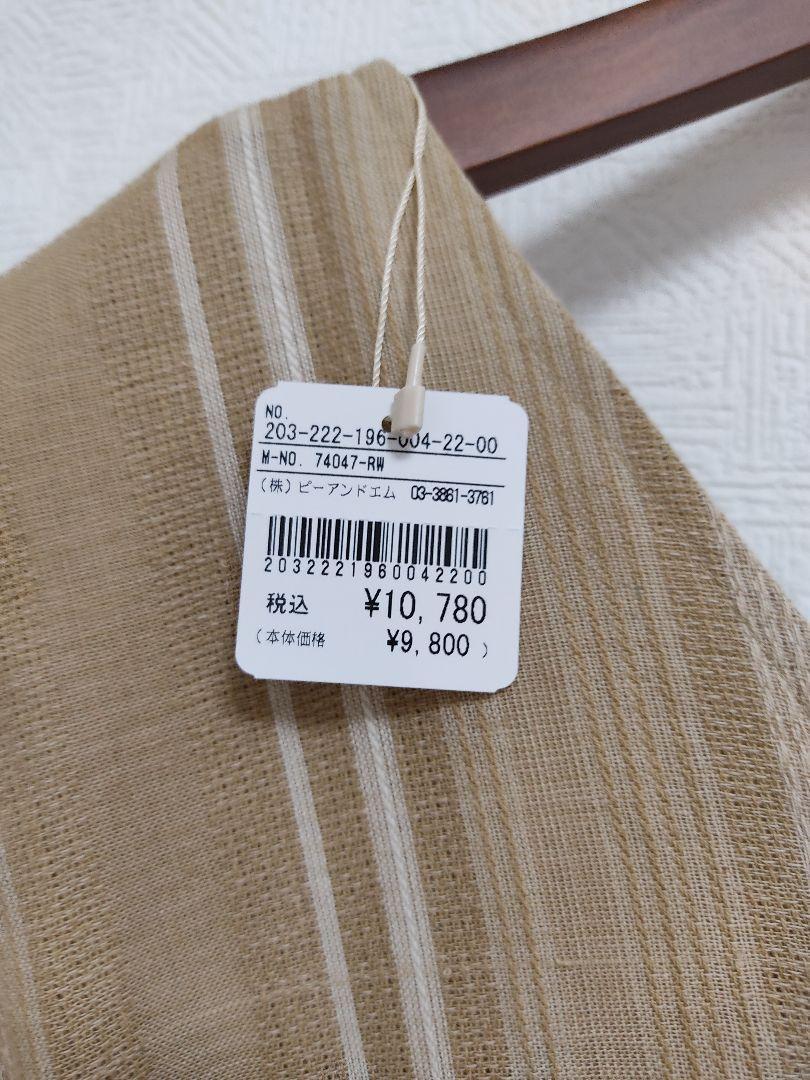 NO.
203-222-196-004-22-00
M-NO. 74047-RW
(株)ピーアンドエム 03-3861-3761
2032221960042200
税込 ¥10,780
(本体価格 ¥9,800)